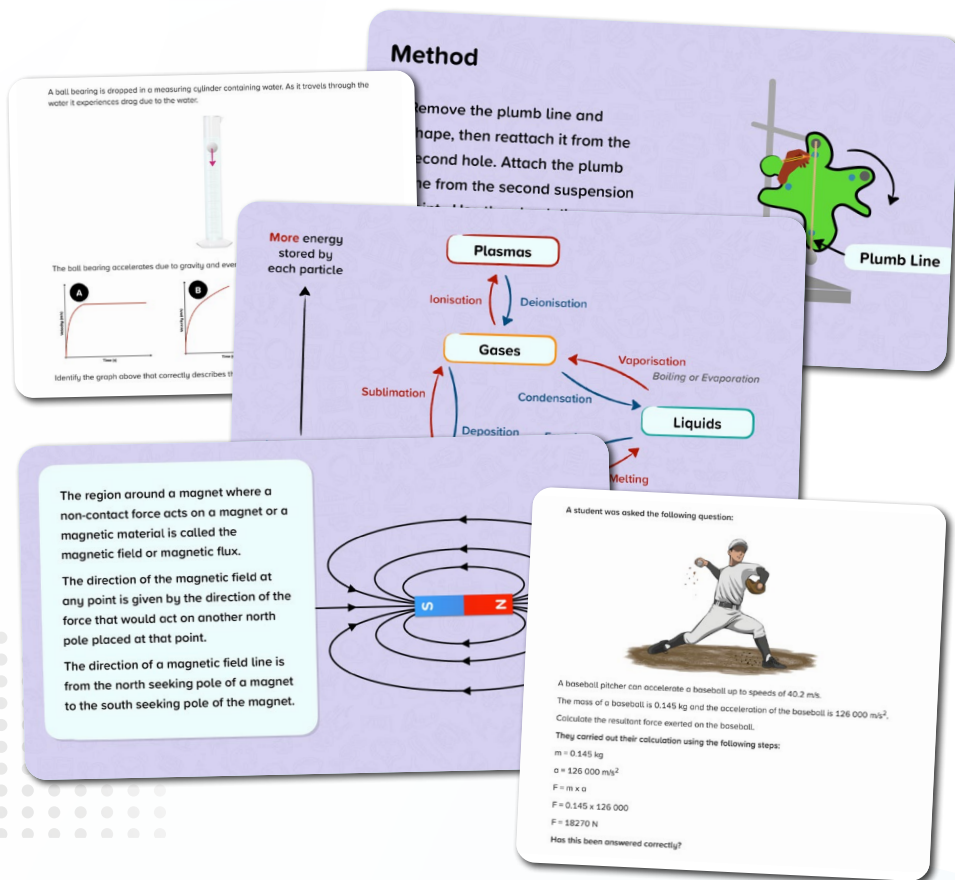 Method
Remove the plumb line and
hape, then reattach it from the
econd hole. Attach the plumb
from the second suspension
Plumb Line
A ball bearing is dropped in a measuring cylinder containing water. As it travels through the
water it experiences drag due to the water.
The ball bearing accelerates due to gravity and
A
B
Velocity (m/s)
Time (s)
Velocity (m/s)
Identify the graph above that correctly describes
More energy
stored by
each particle
Plasmas
Ionisation
Deionisation
Gases
Vaporisation
Boiling or Evaporation
Sublimation
Condensation
Liquids
Deposition
Melting
The region around a magnet where a
non-contact force acts on a magnet or a
magnetic material is called the
magnetic field or magnetic flux.
The direction of the magnetic field at
any point is given by the direction of the
force that would act on another north
pole placed at that point.
The direction of a magnetic field line is
from the north seeking pole of a magnet
to the south seeking pole of the magnet.
S
N
A student was asked the following question:
A baseball pitcher can accelerate a baseball up to speeds of 40.2 m/s.
The mass of a baseball is 0.145 kg and the acceleration of the baseball is 126 000 m/s².
Calculate the resultant force exerted on the baseball.
They carried out their calculation using the following steps:
m = 0.145 kg
a = 126 000 m/s²
F = m x a
F = 0.145 x 126 000
F = 18270 N
Has this been answered correctly?